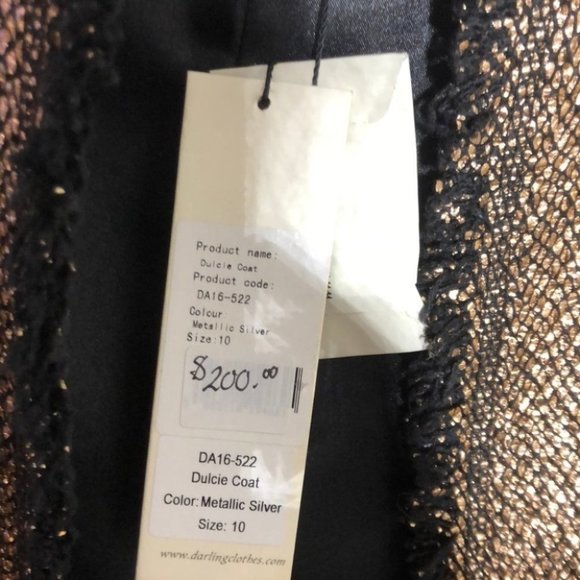 Product name:
Dulcie Coat
Product code:
DA16-522
Colour:
Metallic Silver
Size:10
$200.00
DA16-522
Dulcie Coat
Color: Metallic Silver
Size: 10
www.darlingclothes.com